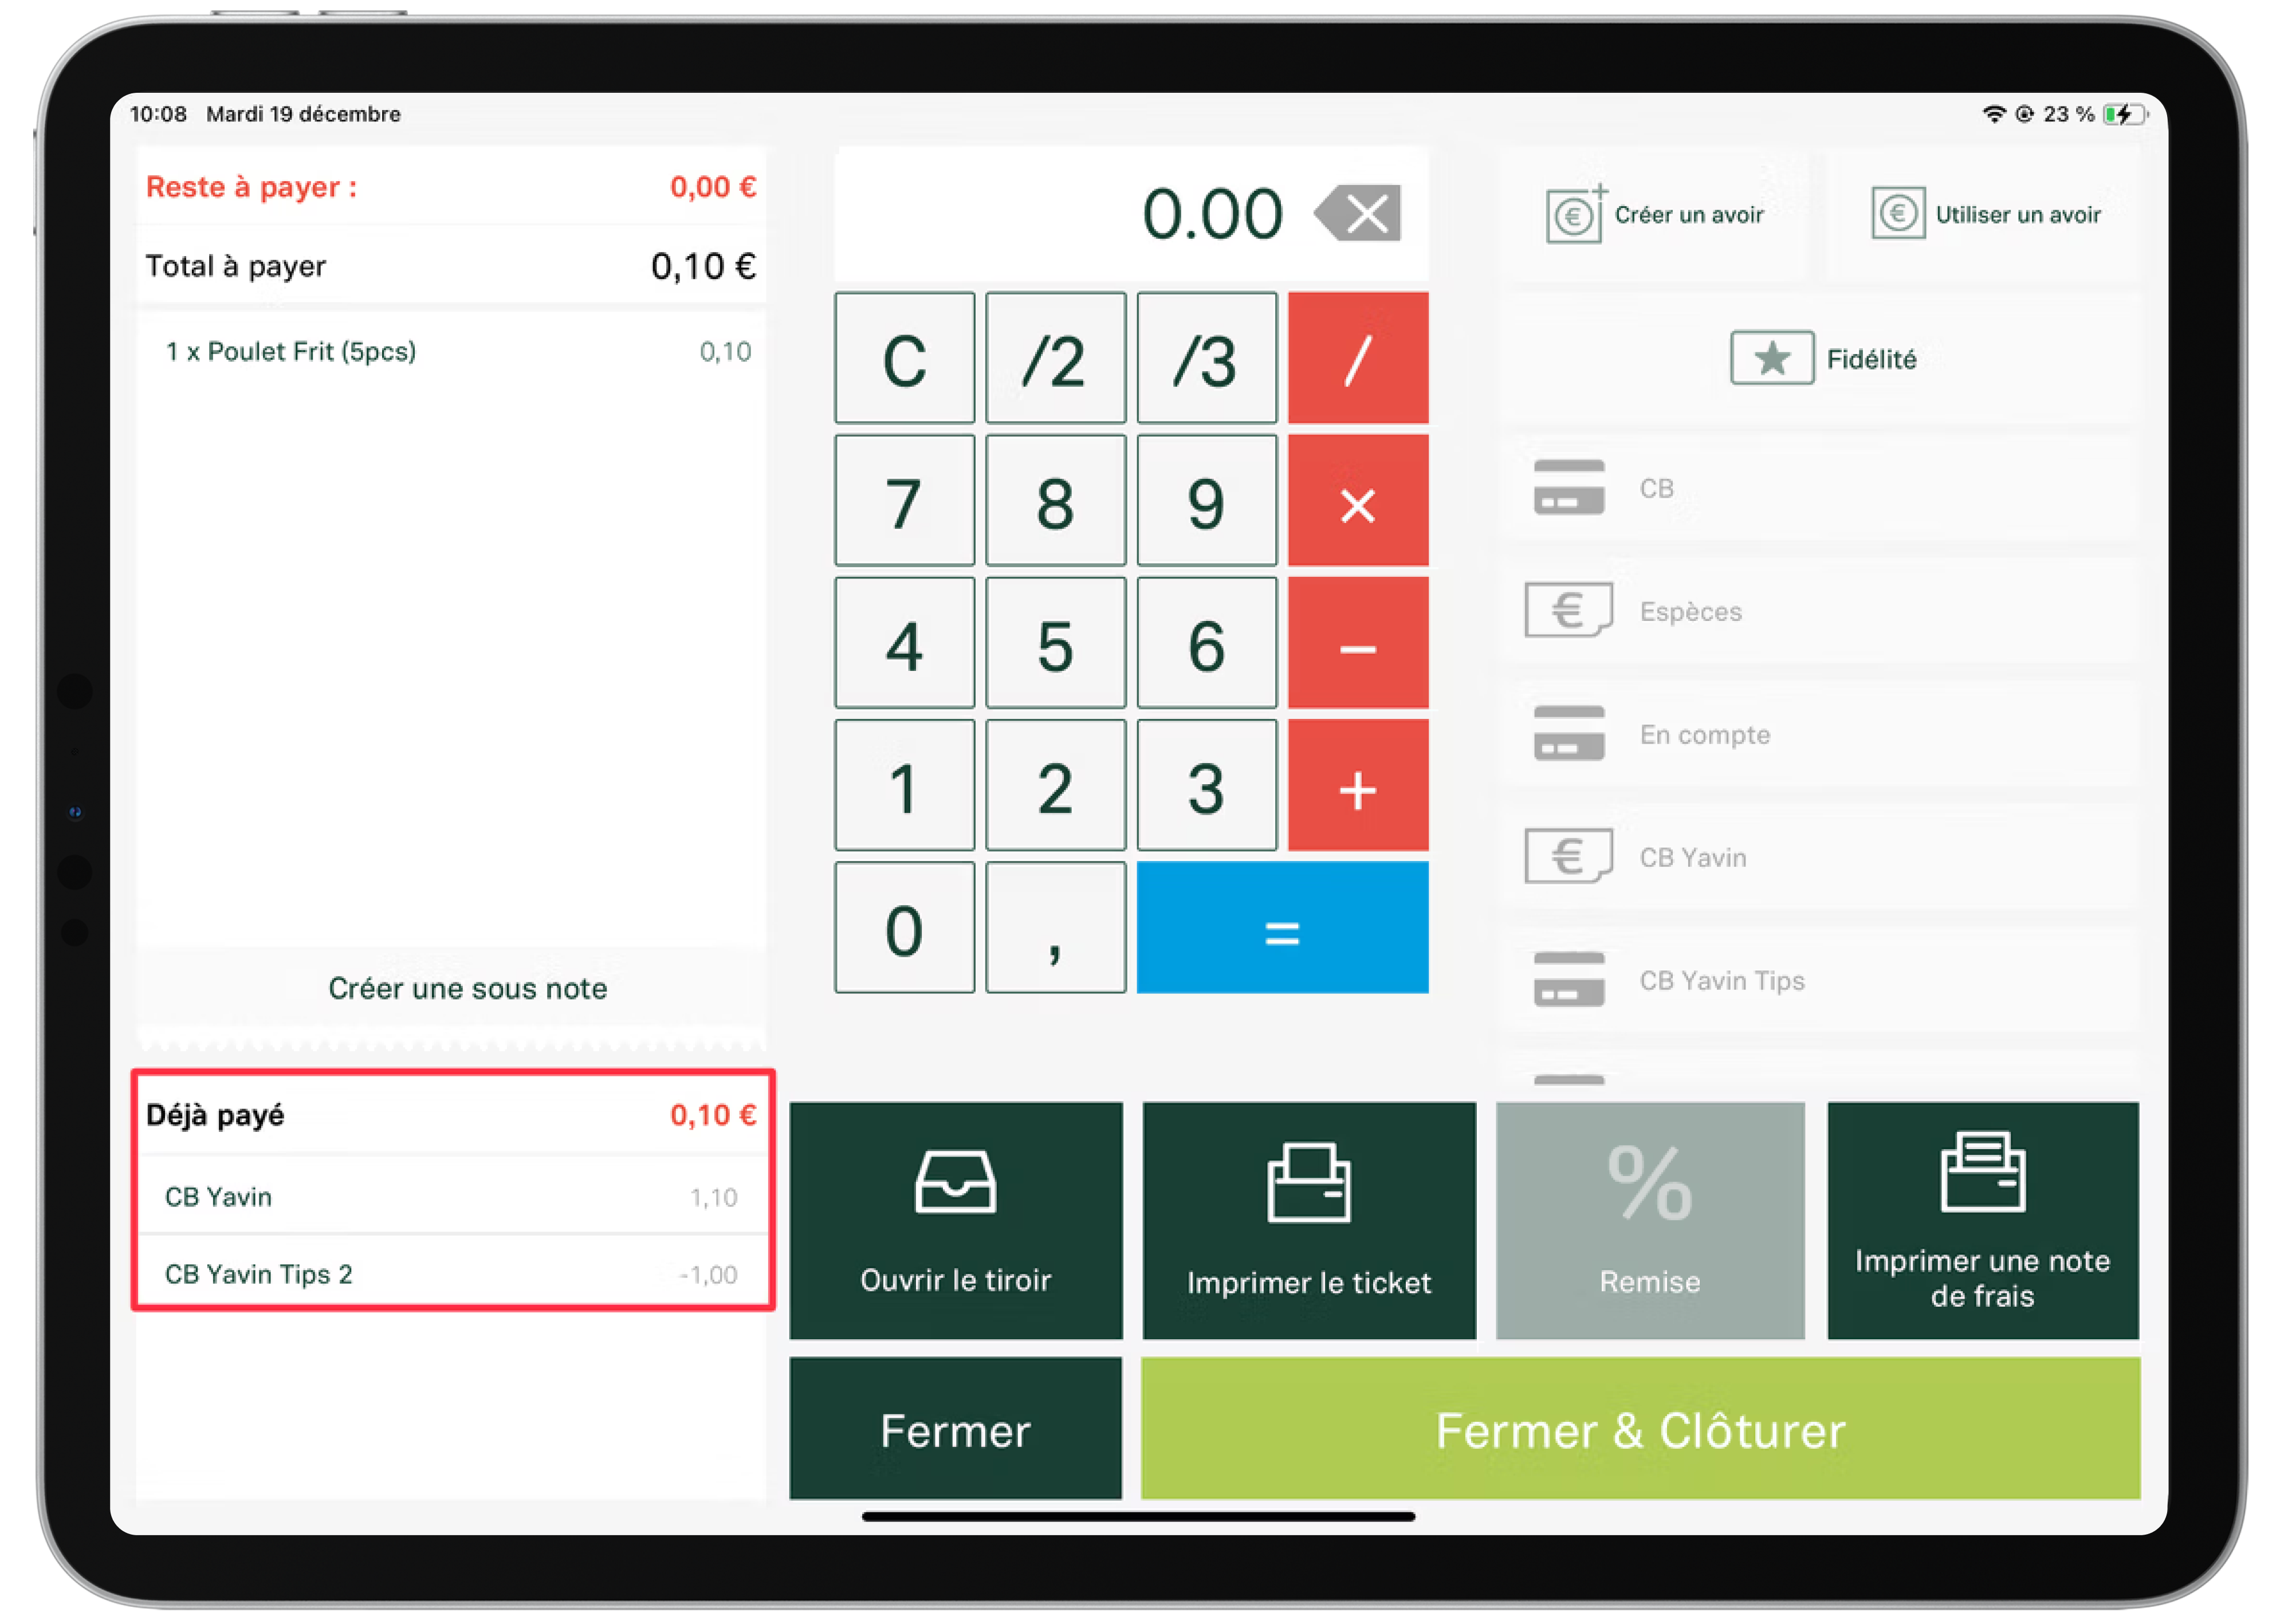 10:08 Mardi 19 décembre
23 %
Reste à payer : 0,00 €
Total à payer 0,10 €
1 x Poulet Frit (5pcs) 0,10
Créer une sous note
Déjà payé 0,10 €
CB Yavin 1,10
CB Yavin Tips 2 -1,00
0.00
C /2 /3 /
7 8 9 ×
4 5 6 −
1 2 3 +
0 , =
Créer un avoir
Utiliser un avoir
Fidélité
CB
Espèces
En compte
CB Yavin
CB Yavin Tips
Ouvrir le tiroir
Imprimer le ticket
%
Remise
Imprimer une note
de frais
Fermer
Fermer & Clôturer